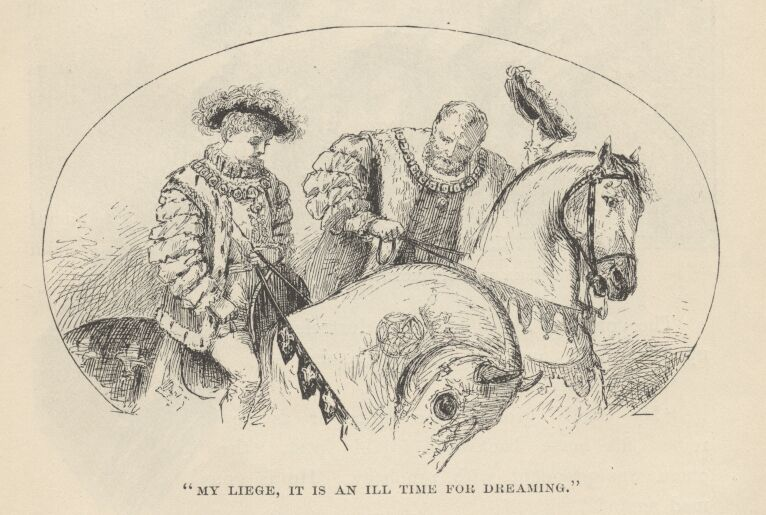 “MY LIEGE, IT IS AN ILL TIME FOR DREAMING.”